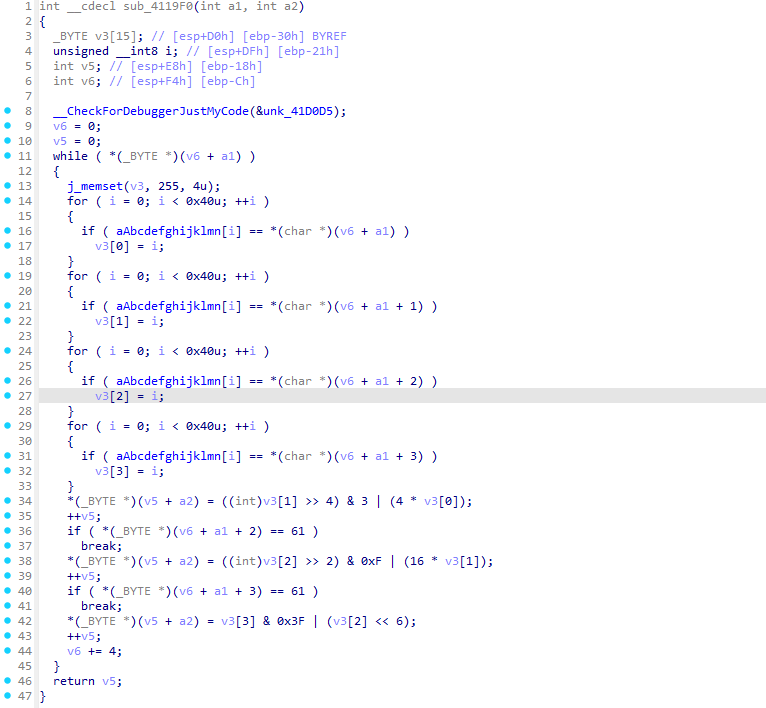 1 int __cdecl sub_4119F0(int a1, int a2)
2 {
3   _BYTE v3[15]; // [esp+D0h] [ebp-30h] BYREF
4   unsigned __int8 i; // [esp+DFh] [ebp-21h]
5   int v5; // [esp+E8h] [ebp-18h]
6   int v6; // [esp+F4h] [ebp-Ch]
7
8   __CheckForDebuggerJustMyCode(&unk_41D0D5);
9   v6 = 0;
10   v5 = 0;
11   while ( *(_BYTE *)(v6 + a1) )
12   {
13     j_memset(v3, 255, 4u);
14     for ( i = 0; i < 0x40u; ++i )
15     {
16       if ( aAbcdefghijklmn[i] == *(char *)(v6 + a1) )
17         v3[0] = i;
18     }
19     for ( i = 0; i < 0x40u; ++i )
20     {
21       if ( aAbcdefghijklmn[i] == *(char *)(v6 + a1 + 1) )
22         v3[1] = i;
23     }
24     for ( i = 0; i < 0x40u; ++i )
25     {
26       if ( aAbcdefghijklmn[i] == *(char *)(v6 + a1 + 2) )
27         v3[2] = i;
28     }
29     for ( i = 0; i < 0x40u; ++i )
30     {
31       if ( aAbcdefghijklmn[i] == *(char *)(v6 + a1 + 3) )
32         v3[3] = i;
33     }
34     *(_BYTE *)(v5 + a2) = ((int)v3[1] >> 4) & 3 | (4 * v3[0]);
35     ++v5;
36     if ( *(_BYTE *)(v6 + a1 + 2) == 61 )
37       break;
38     *(_BYTE *)(v5 + a2) = ((int)v3[2] >> 2) & 0xF | (16 * v3[1]);
39     ++v5;
40     if ( *(_BYTE *)(v6 + a1 + 3) == 61 )
41       break;
42     *(_BYTE *)(v5 + a2) = v3[3] & 0x3F | (v3[2] << 6);
43     ++v5;
44     v6 += 4;
45   }
46   return v5;
47 }